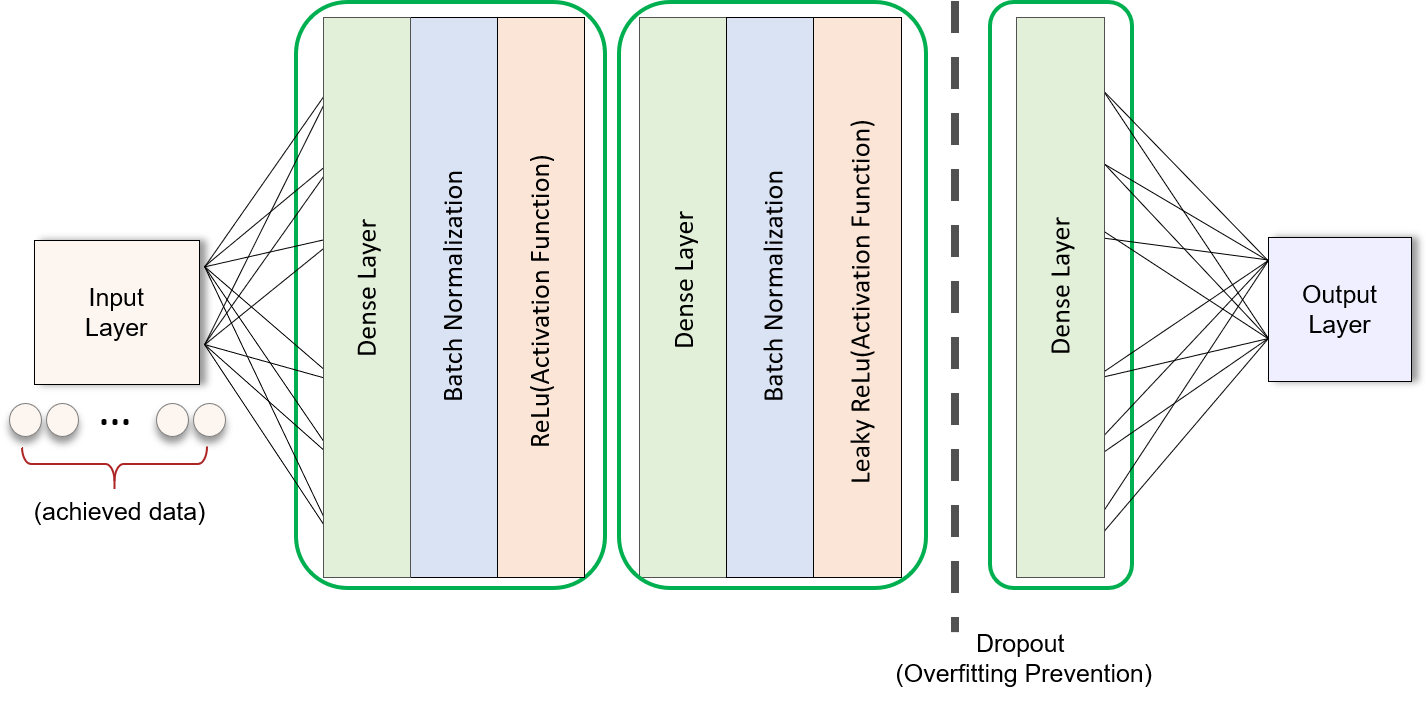 Input
Layer
(achieved data)
Dense Layer
Batch Normalization
ReLu(Activation Function)
Dense Layer
Batch Normalization
Leaky ReLu(Activation Function)
Dropout
(Overfitting Prevention)
Dense Layer
Output
Layer